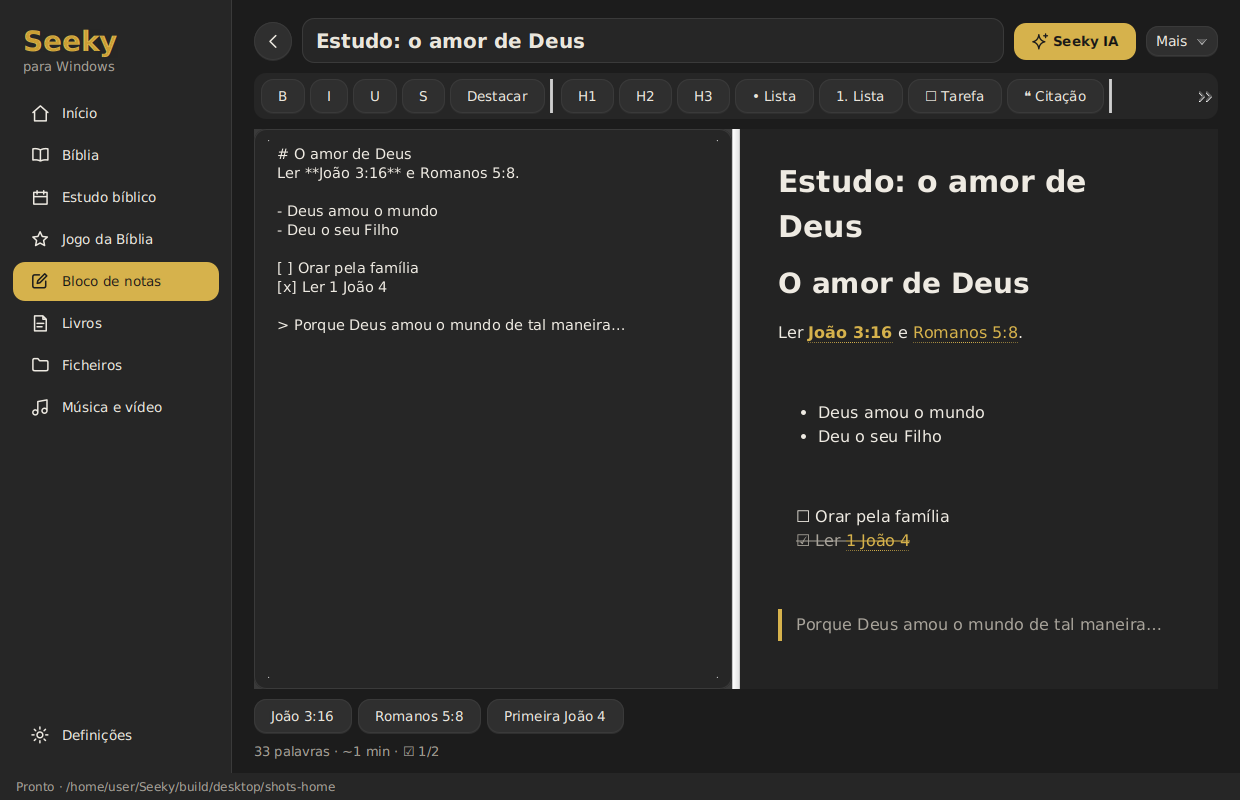 Seeky
para Windows
Início
Bíblia
Estudo bíblico
Jogo da Bíblia
Bloco de notas
Livros
Ficheiros
Música e vídeo
Definições
Estudo: o amor de Deus
Seeky IA
Mais
B I U S Destacar H1 H2 H3 • Lista 1. Lista ☐ Tarefa ❝ Citação
# O amor de Deus
Ler **João 3:16** e Romanos 5:8.
- Deus amou o mundo
- Deu o seu Filho
[ ] Orar pela família
[x] Ler 1 João 4
> Porque Deus amou o mundo de tal maneira…
Estudo: o amor de
Deus
O amor de Deus
Ler João 3:16 e Romanos 5:8.
• Deus amou o mundo
• Deu o seu Filho
☐ Orar pela família
☑ Ler 1 João 4
Porque Deus amou o mundo de tal maneira…
João 3:16 Romanos 5:8 Primeira João 4
33 palavras · ~1 min · ☑ 1/2
Pronto · /home/user/Seeky/build/desktop/shots-home